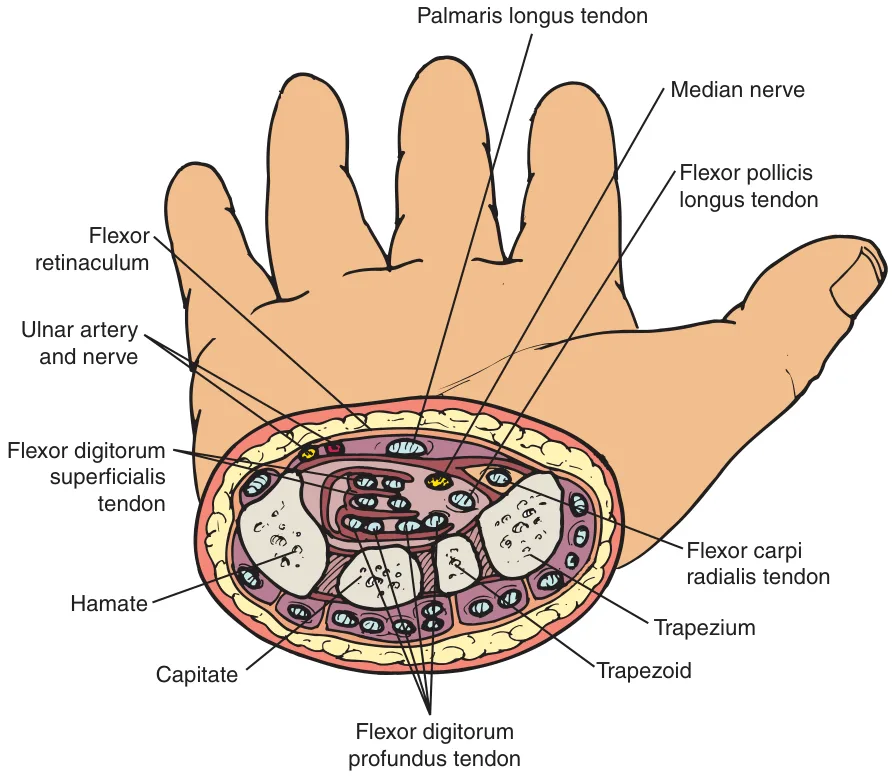 Palmaris longus tendon
Median nerve
Flexor pollicis
longus tendon
Flexor
retinaculum
Ulnar artery
and nerve
Flexor digitorum
superficialis
tendon
Flexor carpi
radialis tendon
Hamate
Trapezium
Capitate
Trapezoid
Flexor digitorum
profundus tendon